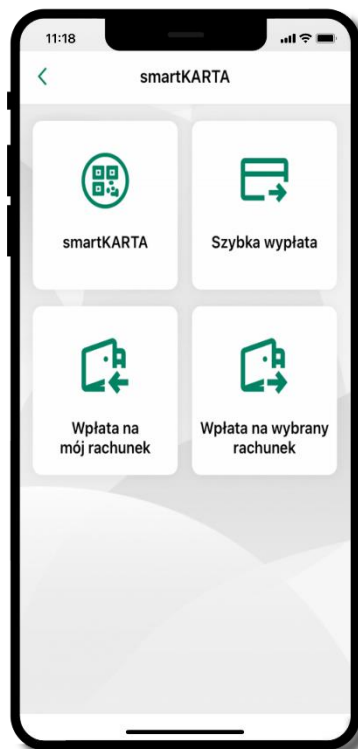 11:18
smartKARTA
smartKARTA
Szybka wypłata
Wpłata na
mój rachunek
Wpłata na wybrany
rachunek